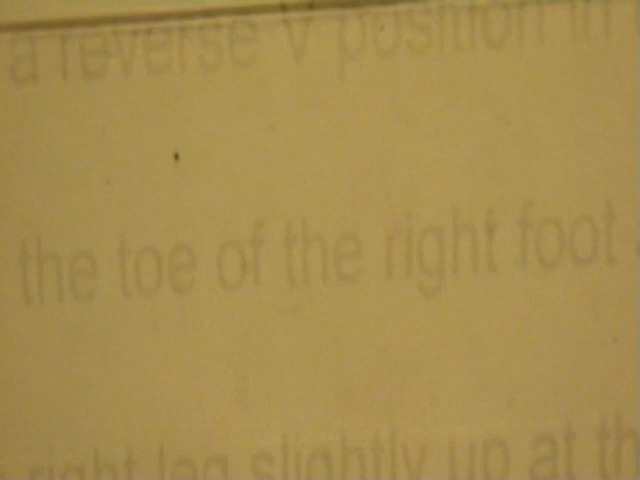 a reverse V position in
the toe of the right foot
right leg slightly up at th